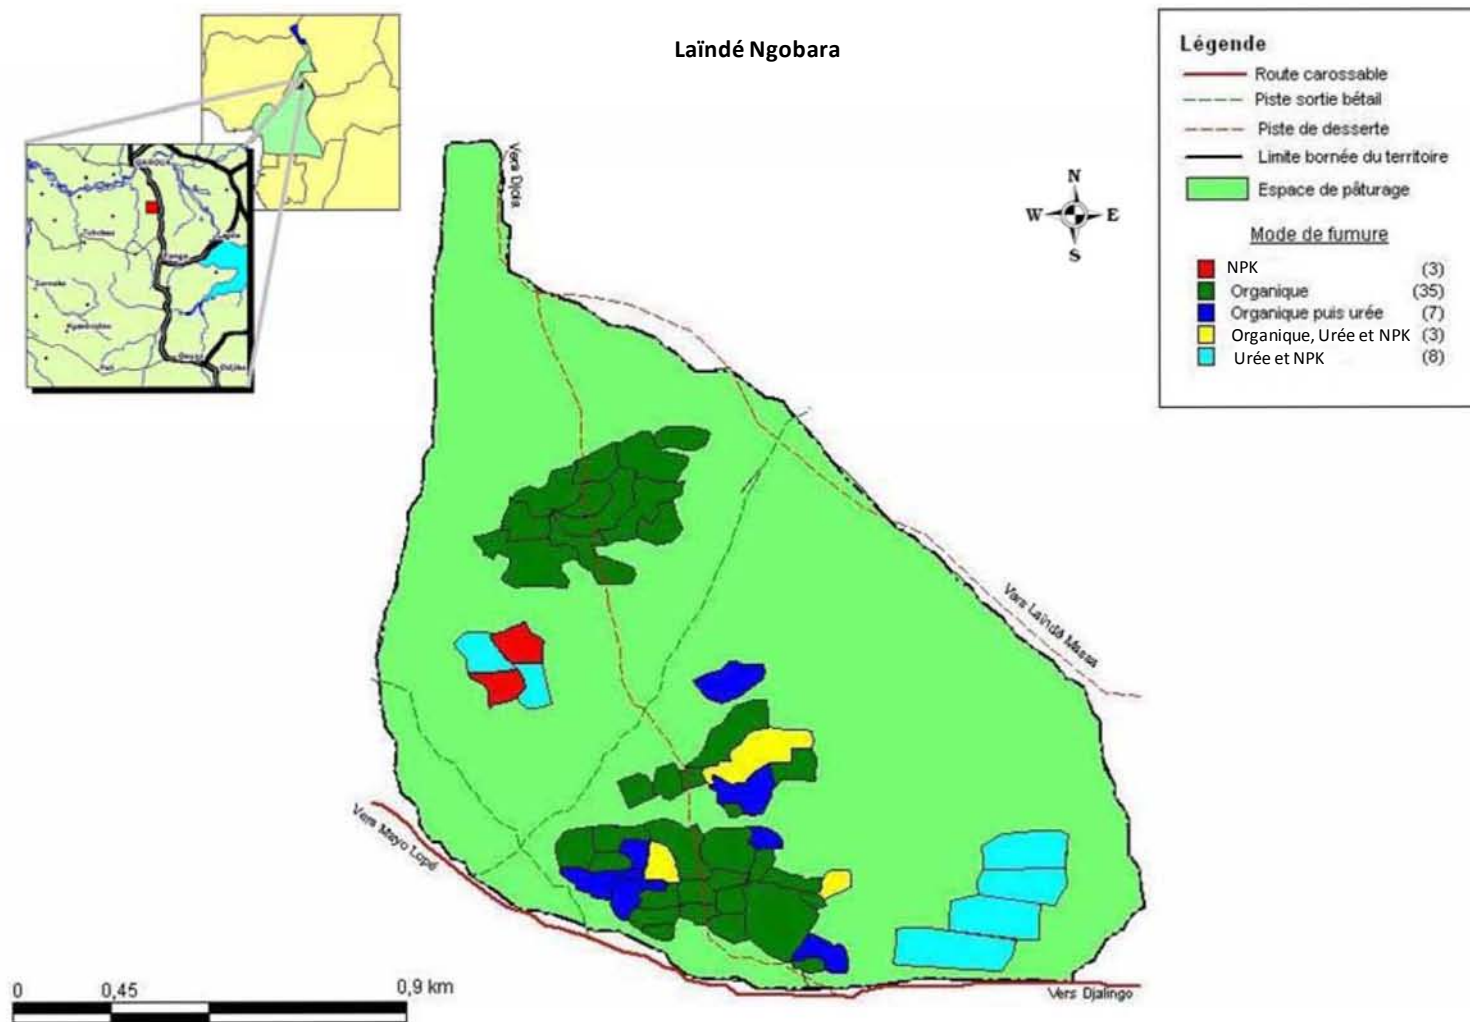 Laïndé Ngobara
Légende
Route carossable
Piste sortie bétail
Piste de desserte
Limite bornée du territoire
Espace de pâturage
Mode de fumure
NPK (3)
Organique (35)
Organique puis urée (7)
Organique, Urée et NPK (3)
Urée et NPK (8)
N
W E
S
GAROUA
Vers Djola
Vars Laïndé Massa
Vers Mayo Lopé
Vers Djalingo
0 0,45 0,9 km